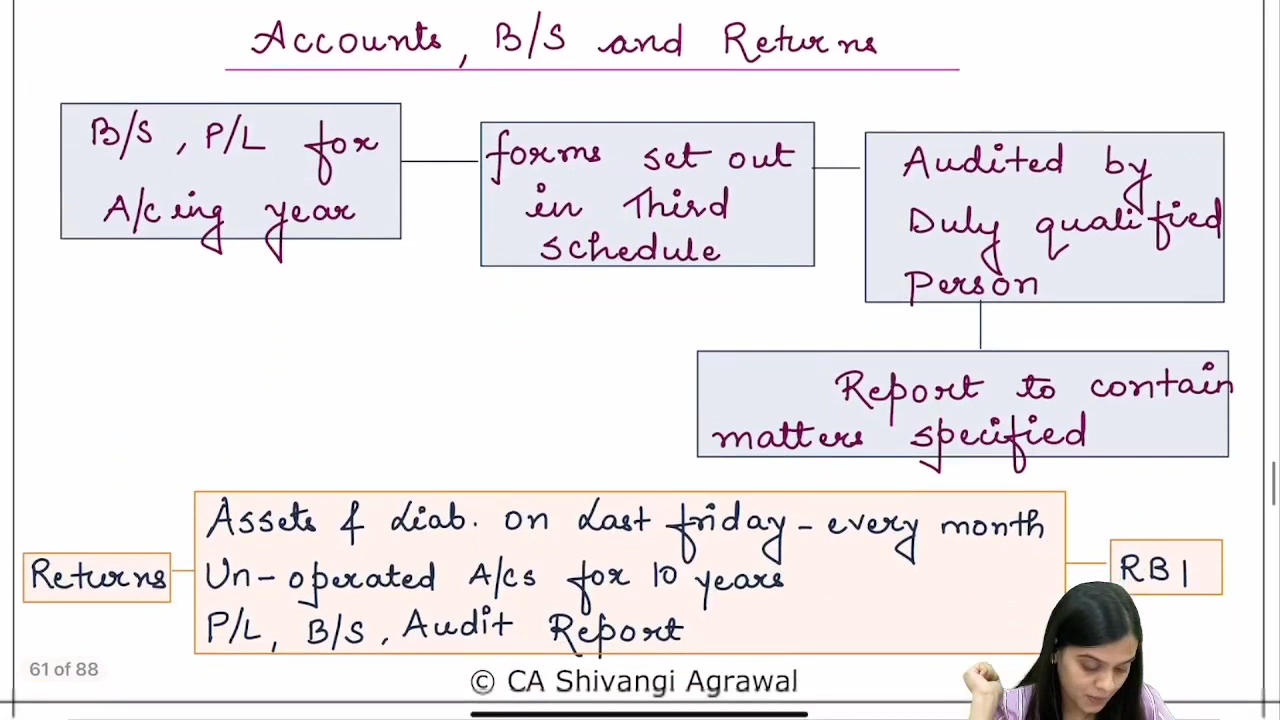 Accounts, B/S and Returns
B/S, P/L for
A/cing year
forms set out
in Third
schedule
Audited by
Duly qualified
Person
Report to contain
matters specified
Returns
Assets & Liab. on Last friday - every month
Un-operated A/cs for 10 years
P/L, B/S, Audit Report
RBI
61 of 88
© CA Shivangi Agrawal